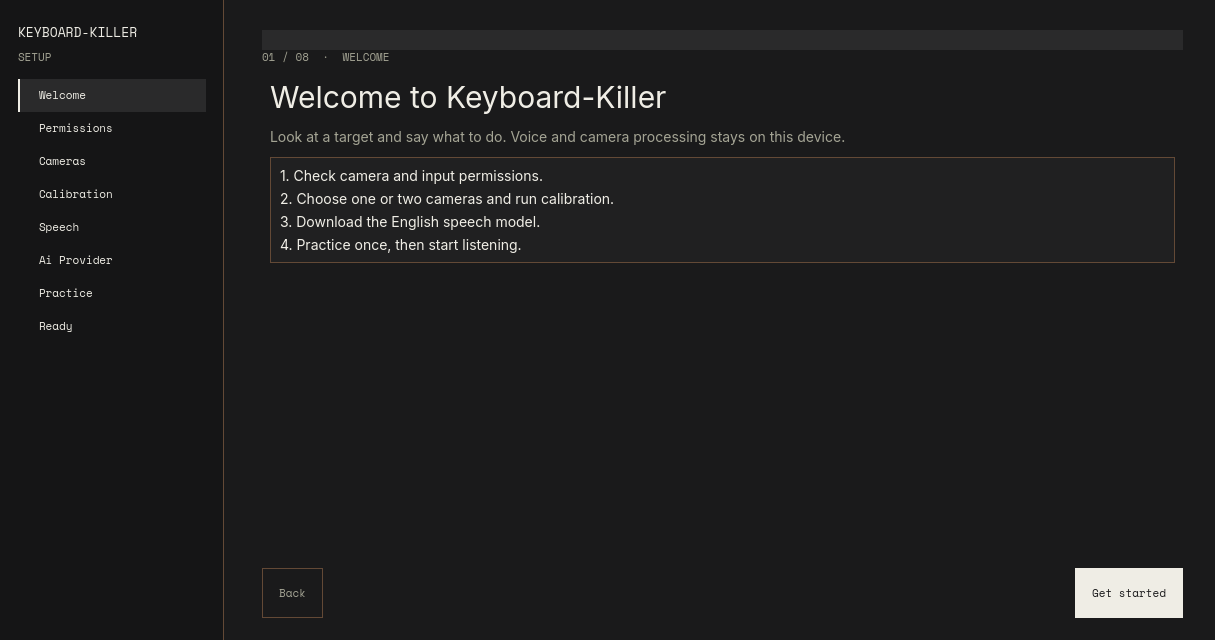 KEYBOARD-KILLER
SETUP
Welcome
Permissions
Cameras
Calibration
Speech
Ai Provider
Practice
Ready
01 / 08 · WELCOME
Welcome to Keyboard-Killer
Look at a target and say what to do. Voice and camera processing stays on this device.
1. Check camera and input permissions.
2. Choose one or two cameras and run calibration.
3. Download the English speech model.
4. Practice once, then start listening.
Back
Get started